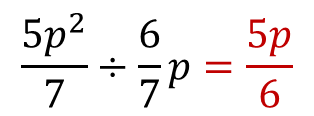 5p²/7 ÷ 6/7 p = 5p/6